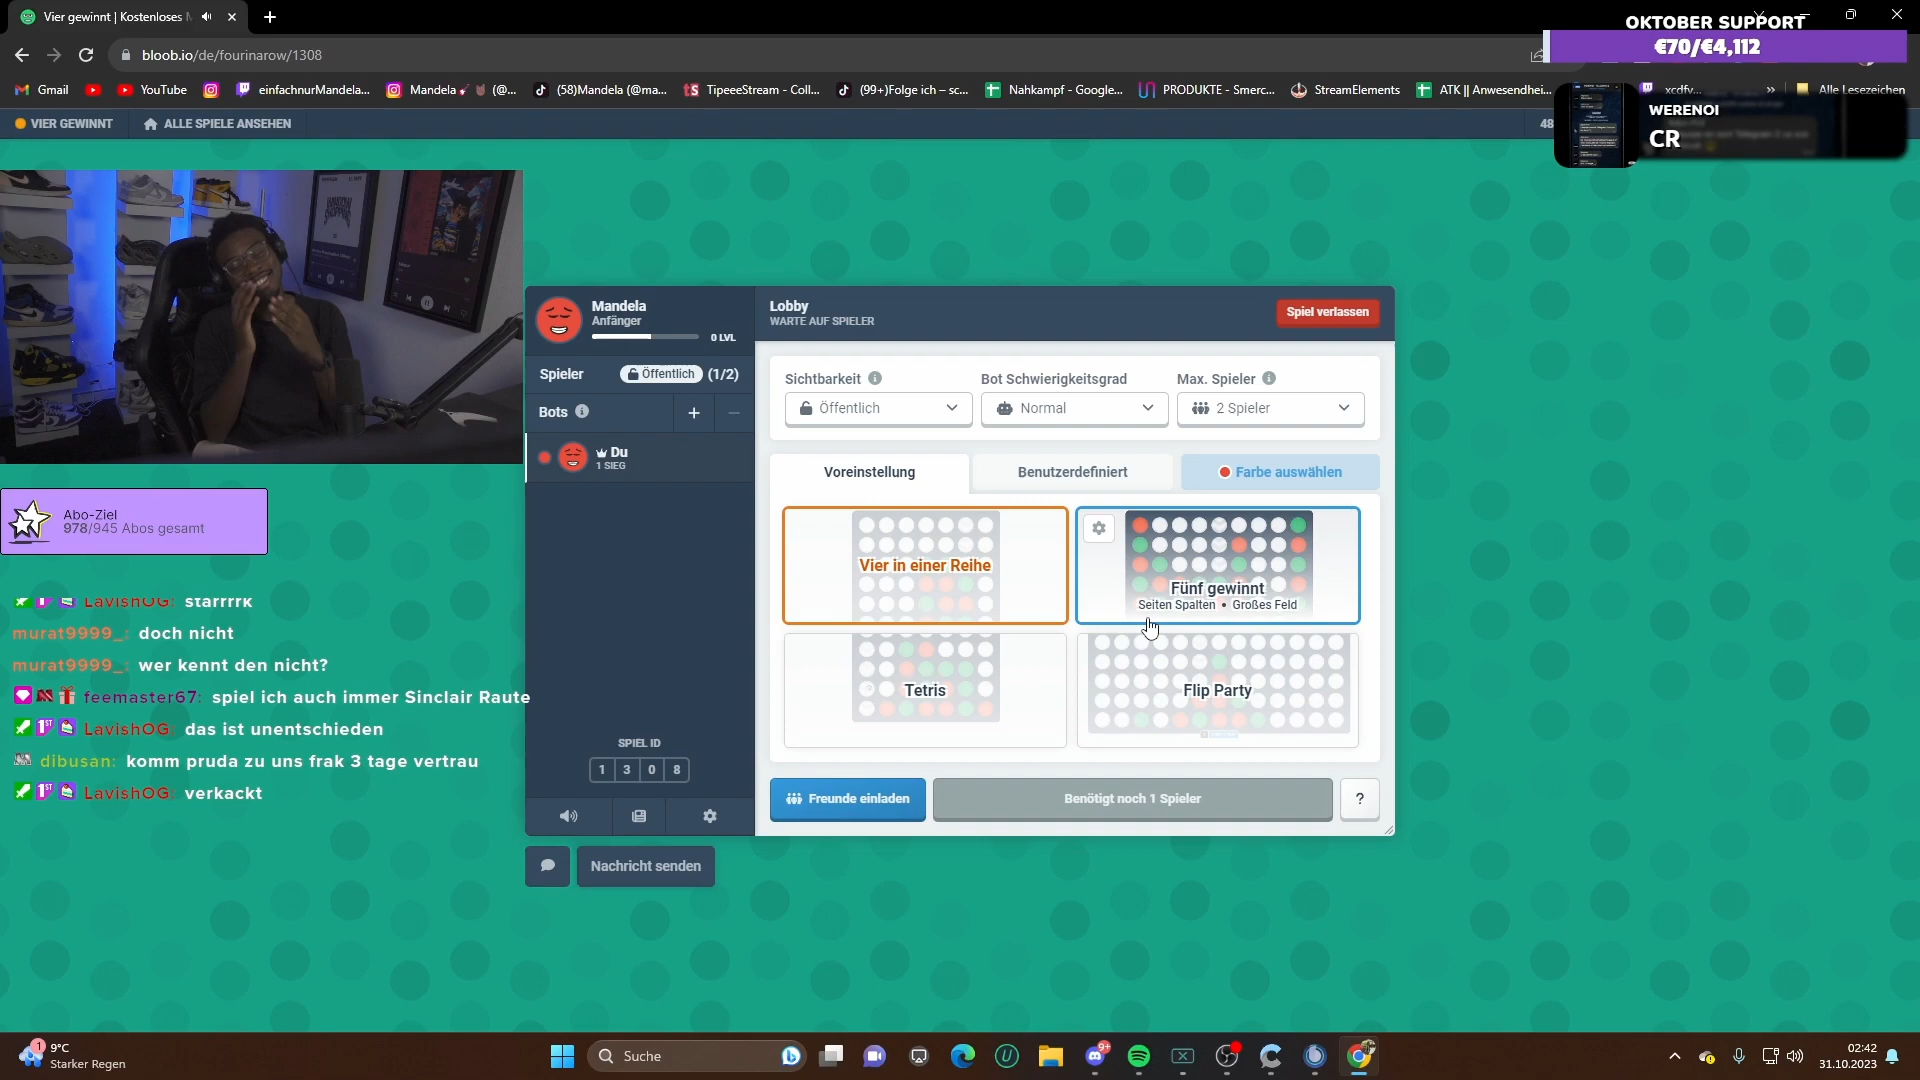 Vier gewinnt | Kostenloses
OKTOBER SUPPORT
€70/€4,112
bloob.io/de/fourinarow/1308
Gmail
YouTube
einfachnurMandela...
Mandela
(@...
(58)Mandela (@ma...
TipeeeStream - Coll...
(99+)Folge ich – sc...
Nahkampf - Google...
PRODUKTE - Smerc...
StreamElements
ATK || Anwesendhei...
xcdfv...
»
Alle Lesezeichen
WERENOI
CR
VIER GEWINNT
ALLE SPIELE ANSEHEN
48
Mandela
Anfänger
0 LVL
Lobby
WARTE AUF SPIELER
Spiel verlassen
Spieler
Öffentlich
(1/2)
Bots
+
−
Du
1 SIEG
Sichtbarkeit
Bot Schwierigkeitsgrad
Max. Spieler
Öffentlich
Normal
2 Spieler
Voreinstellung
Benutzerdefiniert
Farbe auswählen
Vier in einer Reihe
Fünf gewinnt
Seiten Spalten • Großes Feld
Tetris
Flip Party
SPIEL ID
1 3 0 8
Freunde einladen
Benötigt noch 1 Spieler
?
Nachricht senden
Abo-Ziel
978/945 Abos gesamt
LavishOG: starrrrk
murat9999_: doch nicht
murat9999_: wer kennt den nicht?
feemaster67: spiel ich auch immer Sinclair Raute
LavishOG: das ist unentschieden
dibusan: komm pruda zu uns frak 3 tage vertrau
LavishOG: verkackt
1
9°C
Starker Regen
Suche
9+
02:42
31.10.2023